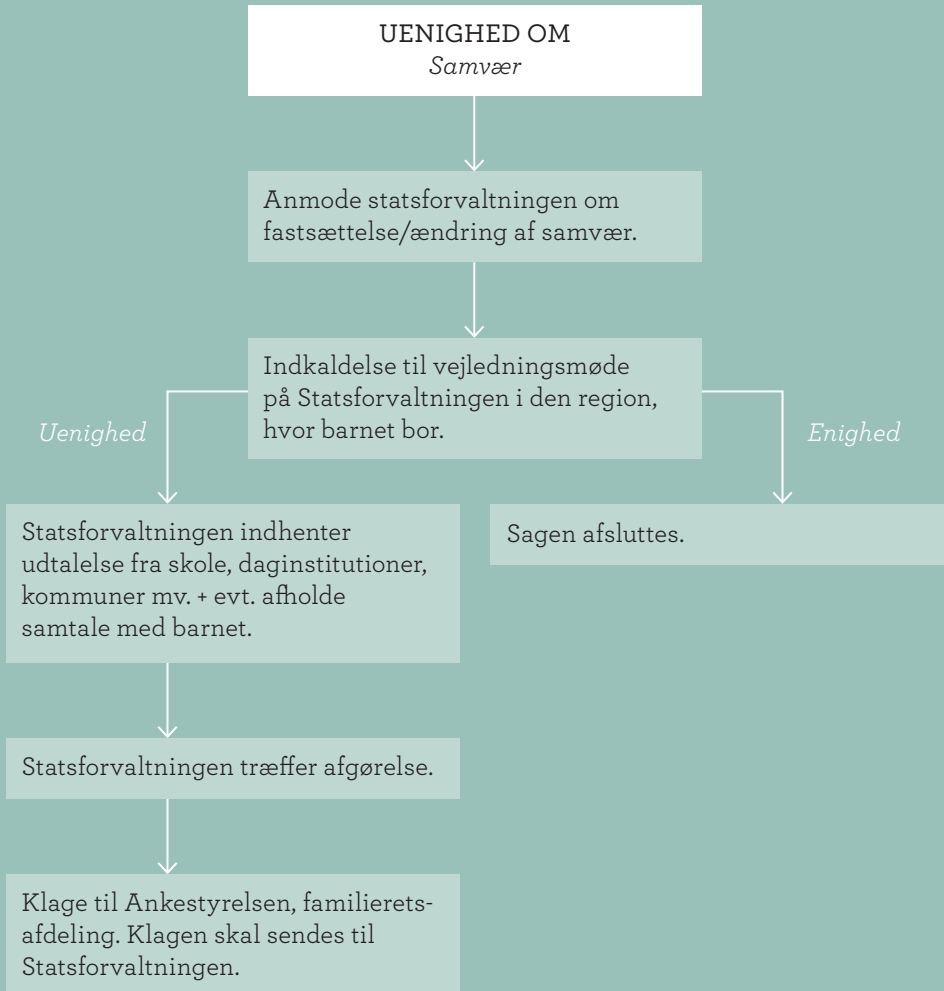 UENIGHED OM
Samvær
Anmode statsforvaltningen om
fastsættelse/ændring af samvær.
Indkaldelse til vejledningsmøde
på Statsforvaltningen i den region,
hvor barnet bor.
Uenighed
Enighed
Statsforvaltningen indhenter
udtalelse fra skole, daginstitutioner,
kommuner mv. + evt. afholde
samtale med barnet.
Sagen afsluttes.
Statsforvaltningen træffer afgørelse.
Klage til Ankestyrelsen, familierets-
afdeling. Klagen skal sendes til
Statsforvaltningen.